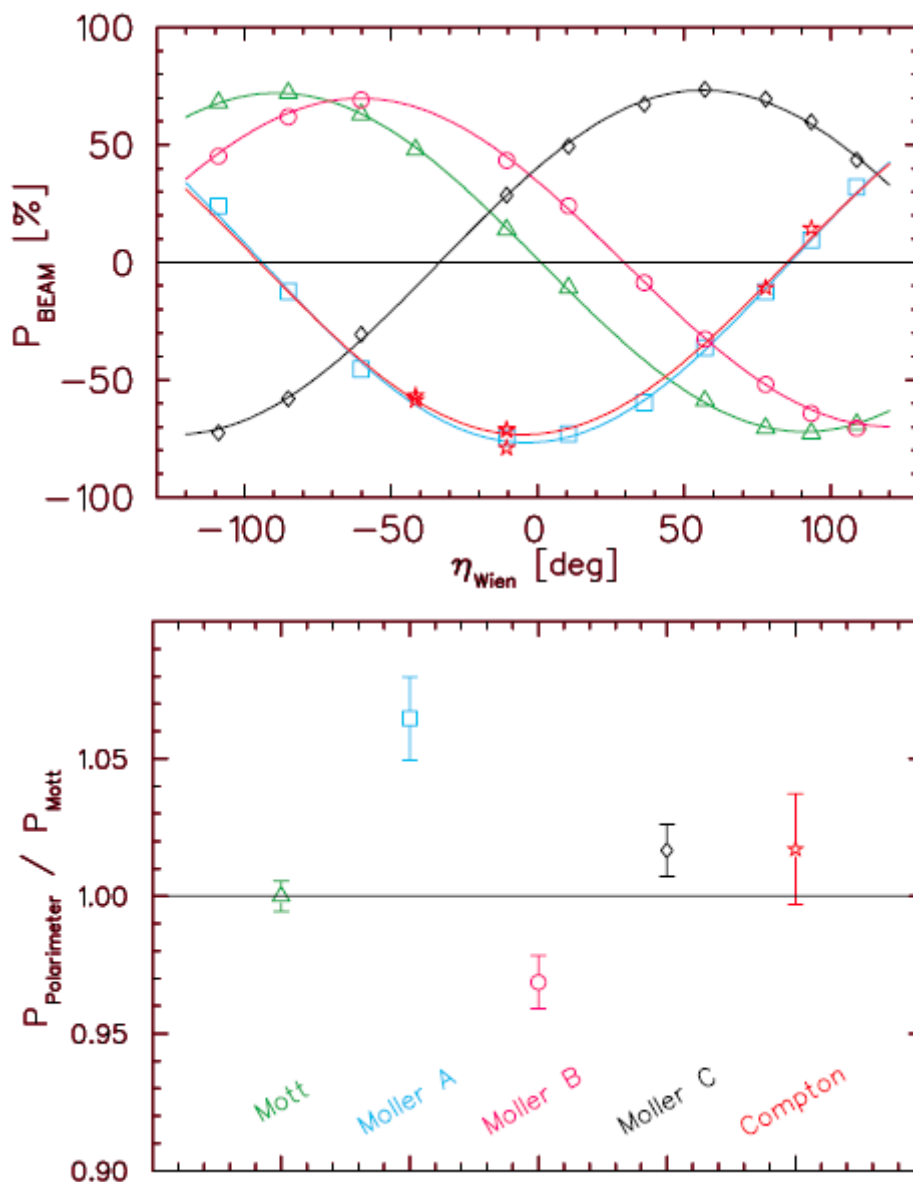 100
50
0
−50
−100
P_BEAM [%]
−100 −50 0 50 100
η_Wien [deg]
1.05
1.00
0.95
0.90
P_Polarimeter / P_Mott
Mott Moller A Moller B Moller C Compton